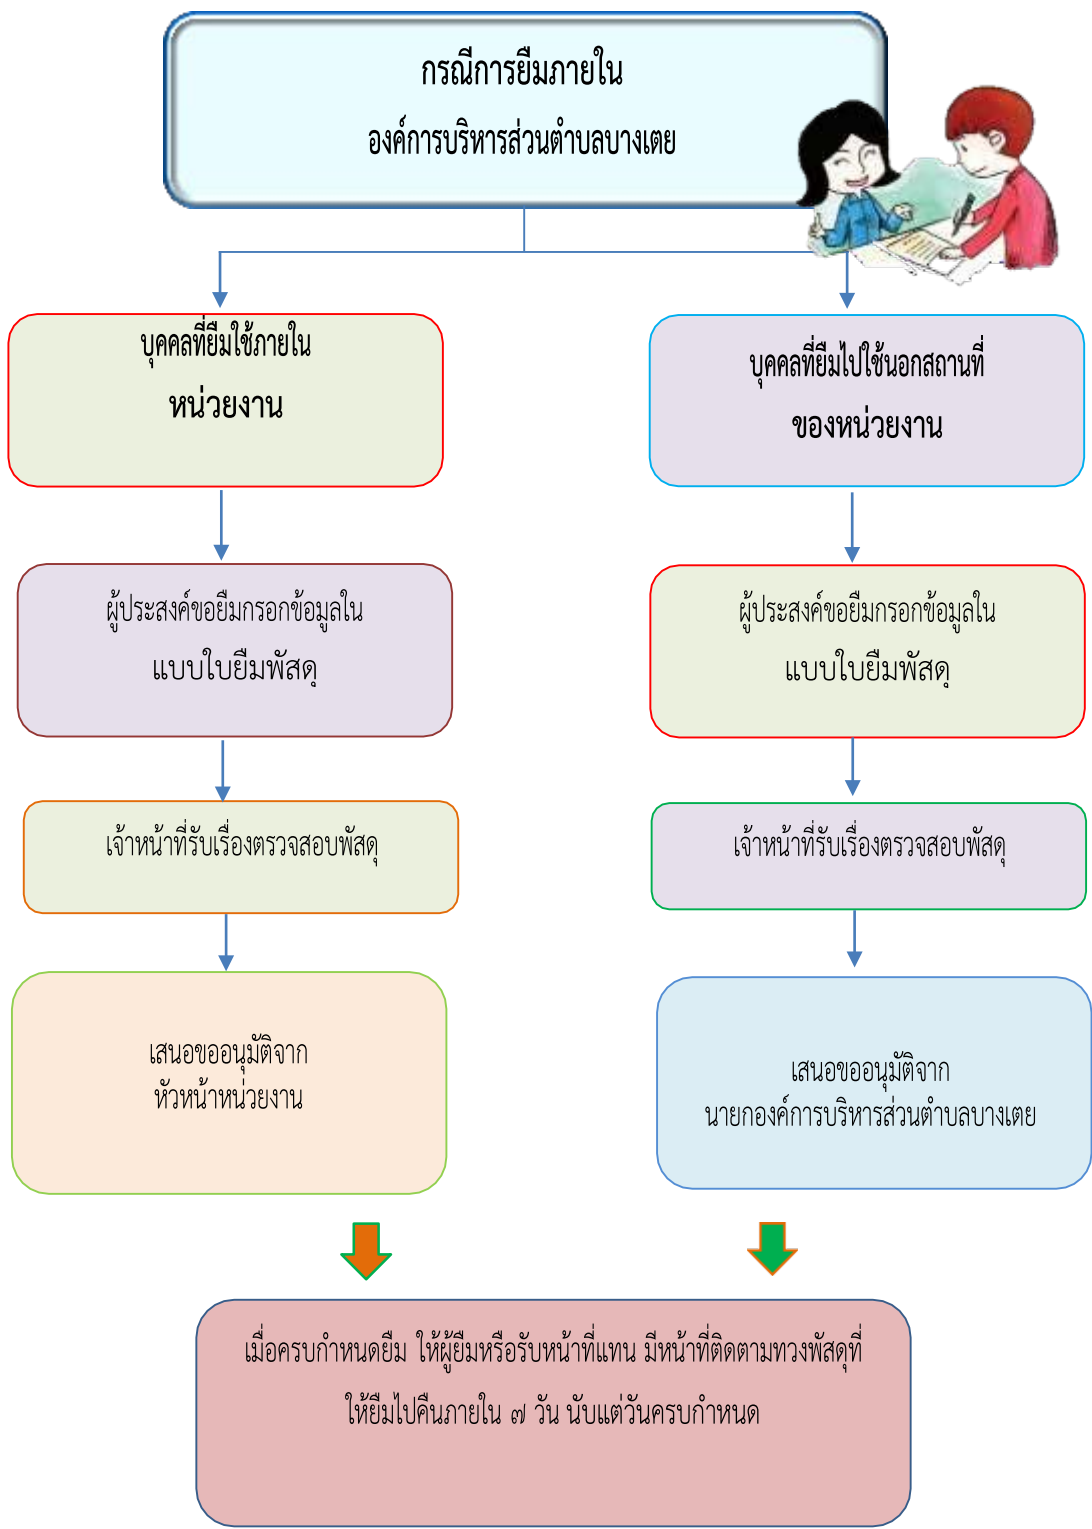 กรณีการยืมภายใน
องค์การบริหารส่วนตำบลบางเตย
บุคคลที่ยืมใช้ภายใน
หน่วยงาน
ผู้ประสงค์ขอยืมกรอกข้อมูลใน
แบบใบยืมพัสดุ
เจ้าหน้าที่รับเรื่องตรวจสอบพัสดุ
เสนอขออนุมัติจาก
หัวหน้าหน่วยงาน
บุคคลที่ยืมไปใช้นอกสถานที่
ของหน่วยงาน
ผู้ประสงค์ขอยืมกรอกข้อมูลใน
แบบใบยืมพัสดุ
เจ้าหน้าที่รับเรื่องตรวจสอบพัสดุ
เสนอขออนุมัติจาก
นายกองค์การบริหารส่วนตำบลบางเตย
เมื่อครบกำหนดยืม ให้ผู้ยืมหรือรับหน้าที่แทน มีหน้าที่ติดตามทวงพัสดุที่
ให้ยืมไปคืนภายใน ๗ วัน นับแต่วันครบกำหนด